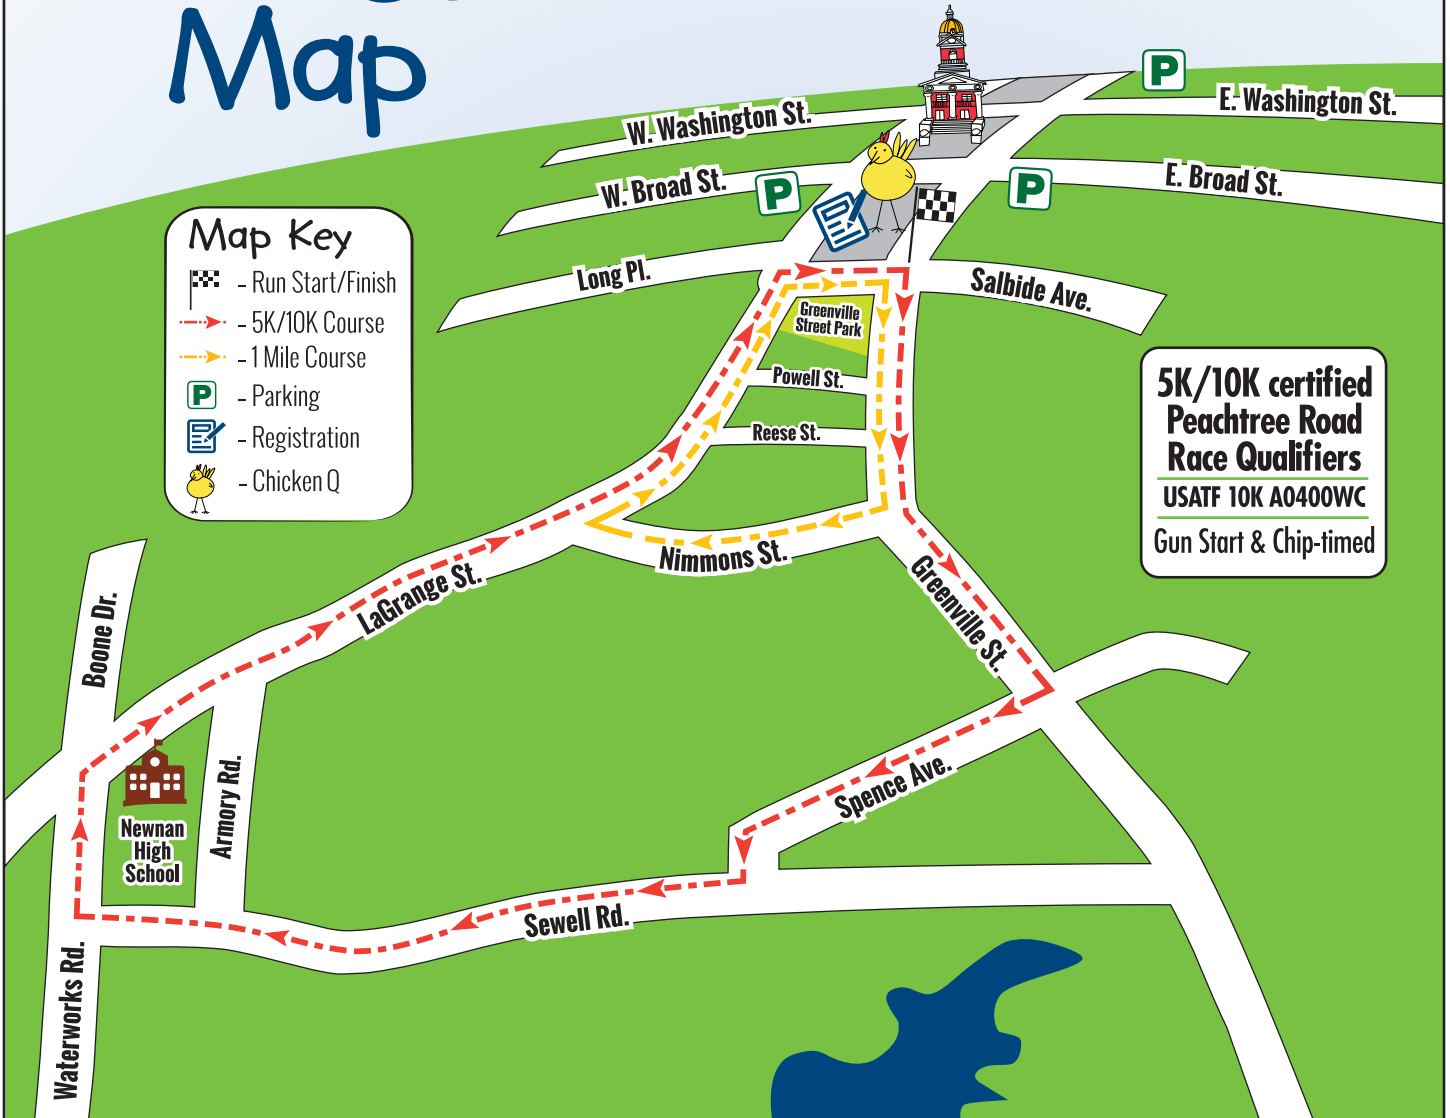 Map
W. Washington St.
E. Washington St.
P
W. Broad St.
P
P
E. Broad St.
Map Key
- Run Start/Finish
- 5K/10K Course
- 1 Mile Course
P - Parking
- Registration
- Chicken Q
Long Pl.
Salbide Ave.
Greenville
Street Park
Powell St.
Reese St.
5K/10K certified
Peachtree Road
Race Qualifiers
USATF 10K A0400WC
Gun Start & Chip-timed
Nimmons St.
LaGrange St.
Greenville St.
Boone Dr.
Armory Rd.
Spence Ave.
Newnan
High
School
Sewell Rd.
Waterworks Rd.